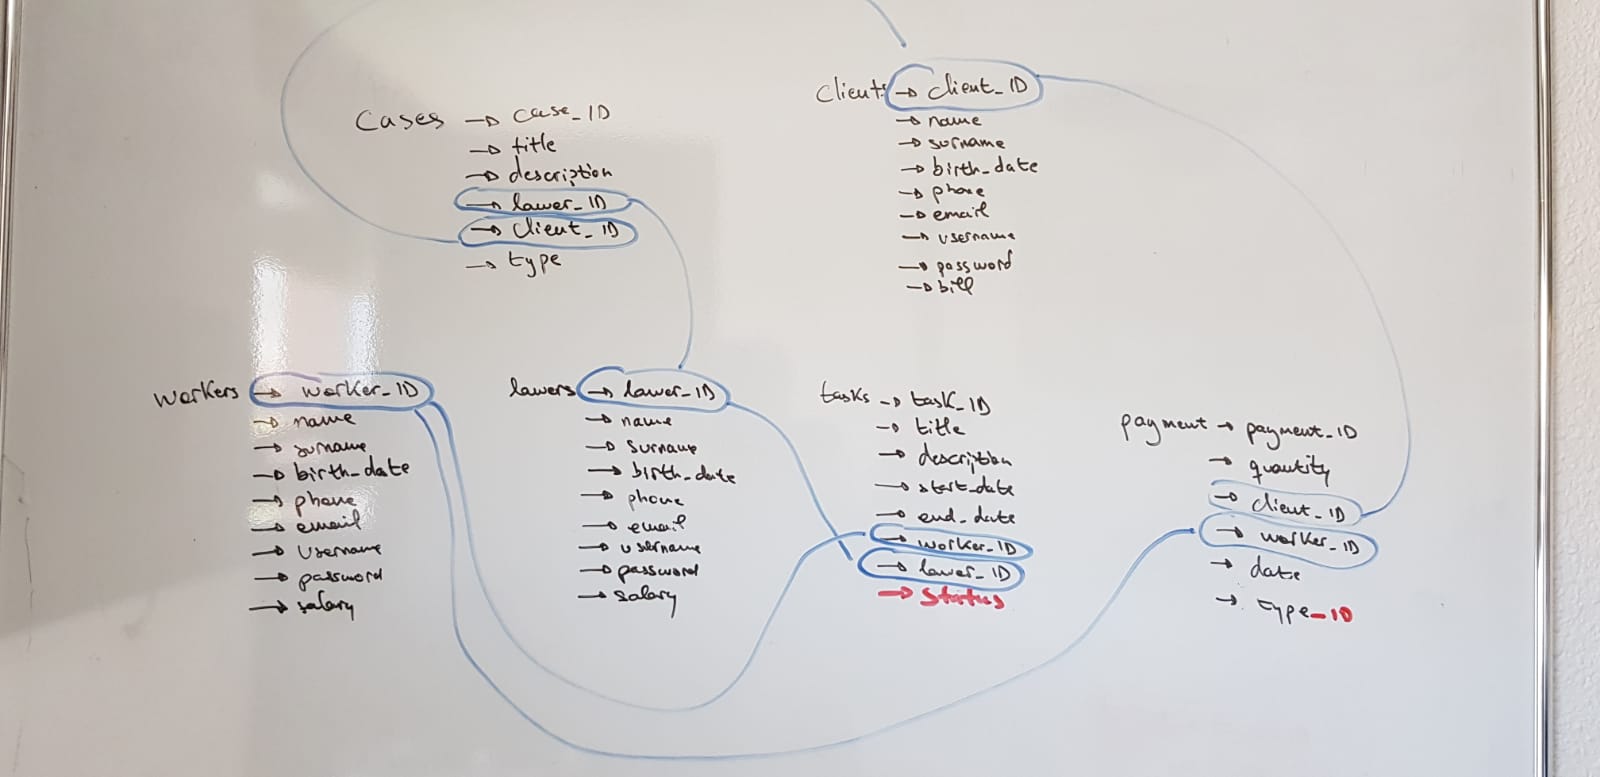 Cases → case_ID
→ title
→ description
→ lawer_ID
→ client_ID
→ type
Clients → client_ID
→ name
→ surname
→ birth_date
→ phone
→ email
→ username
→ password
→ bill
workers → worker_ID
→ name
→ surname
→ birth_date
→ phone
→ email
→ username
→ password
→ salary
lawers → lawer_ID
→ name
→ surname
→ birth_date
→ phone
→ email
→ username
→ password
→ salary
tasks → task_ID
→ title
→ description
→ start_date
→ end_date
→ worker_ID
→ lawer_ID
→ status
payment → payment_ID
→ quantity
→ client_ID
→ worker_ID
→ date
→ type_ID